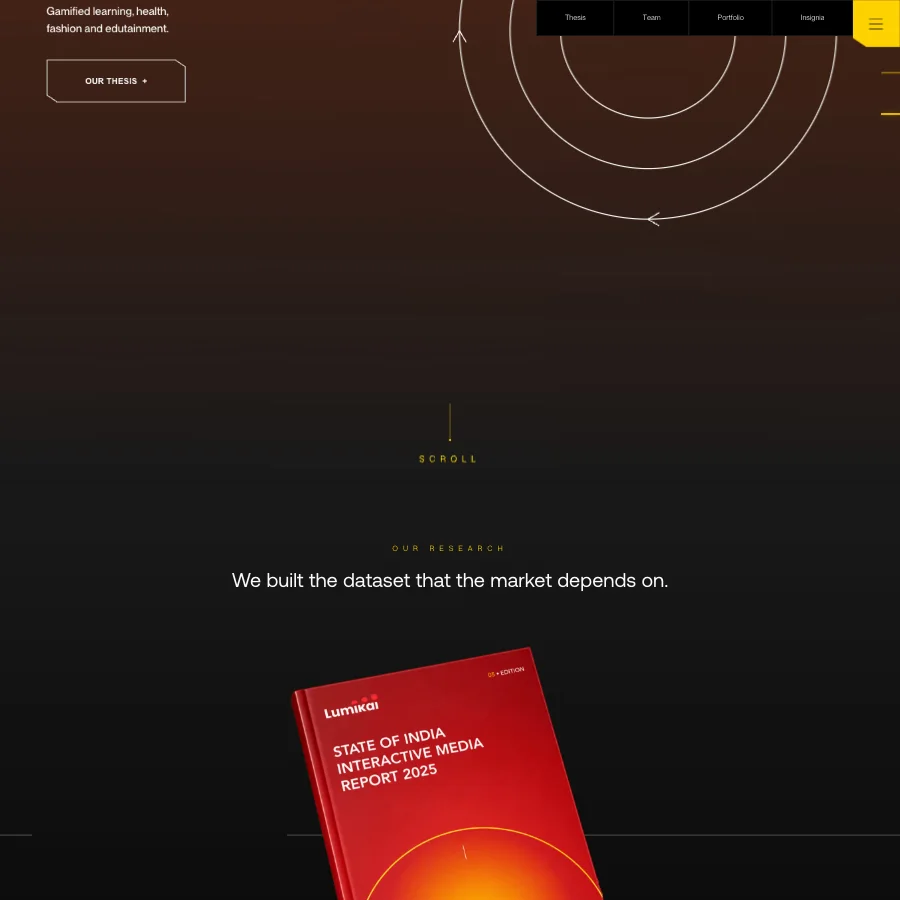 Gamified learning, health,
fashion and edutainment.
OUR THESIS +
Thesis
Team
Portfolio
Insignia
SCROLL
OUR RESEARCH
We built the dataset that the market depends on.
05 + EDITION
Lumikai
STATE OF INDIA
INTERACTIVE MEDIA
REPORT 2025